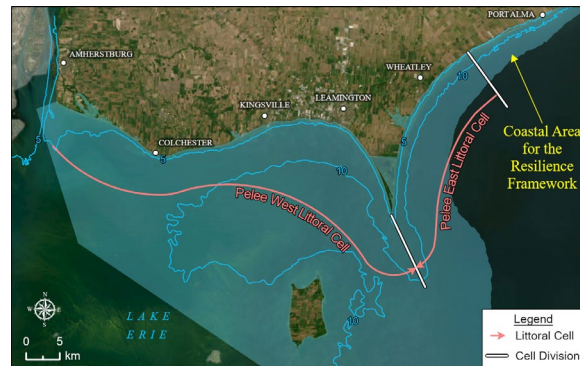 PORT ALMA
AMHERSTBURG
WHEATLEY
10
LEAMINGTON
KINGSVILLE
5
5
COLCHESTER
5
10
Coastal Area
for the
Resilience
Framework
Pelee West Littoral Cell
Pelee East Littoral Cell
N
W
E
S
LAKE
ERIE
10
0 5
km
Legend
Littoral Cell
Cell Division